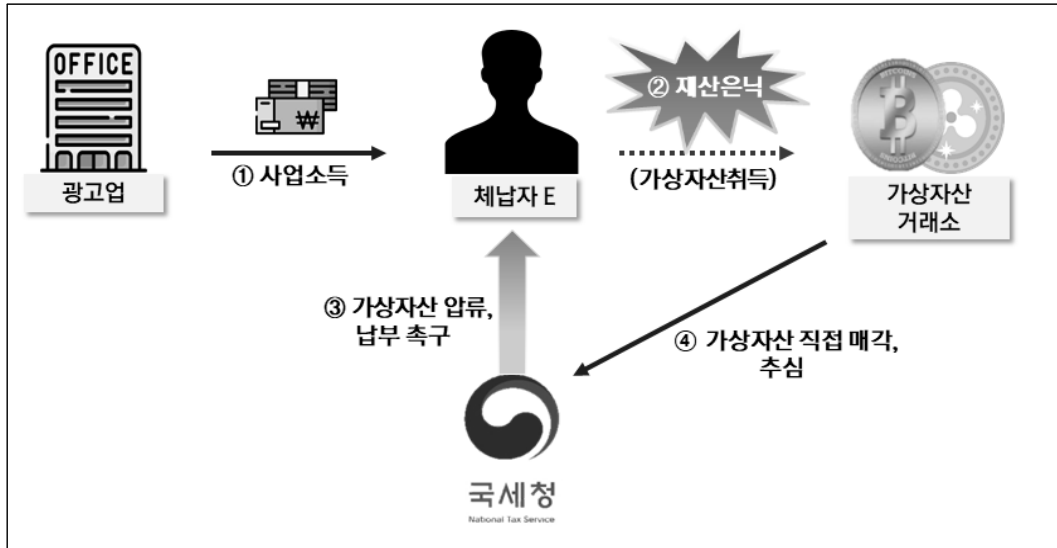 OFFICE
광고업
① 사업소득
체납자 E
② 재산은닉
(가상자산취득)
가상자산
거래소
③ 가상자산 압류,
납부 촉구
④ 가상자산 직접 매각,
추심
국세청
National Tax Service